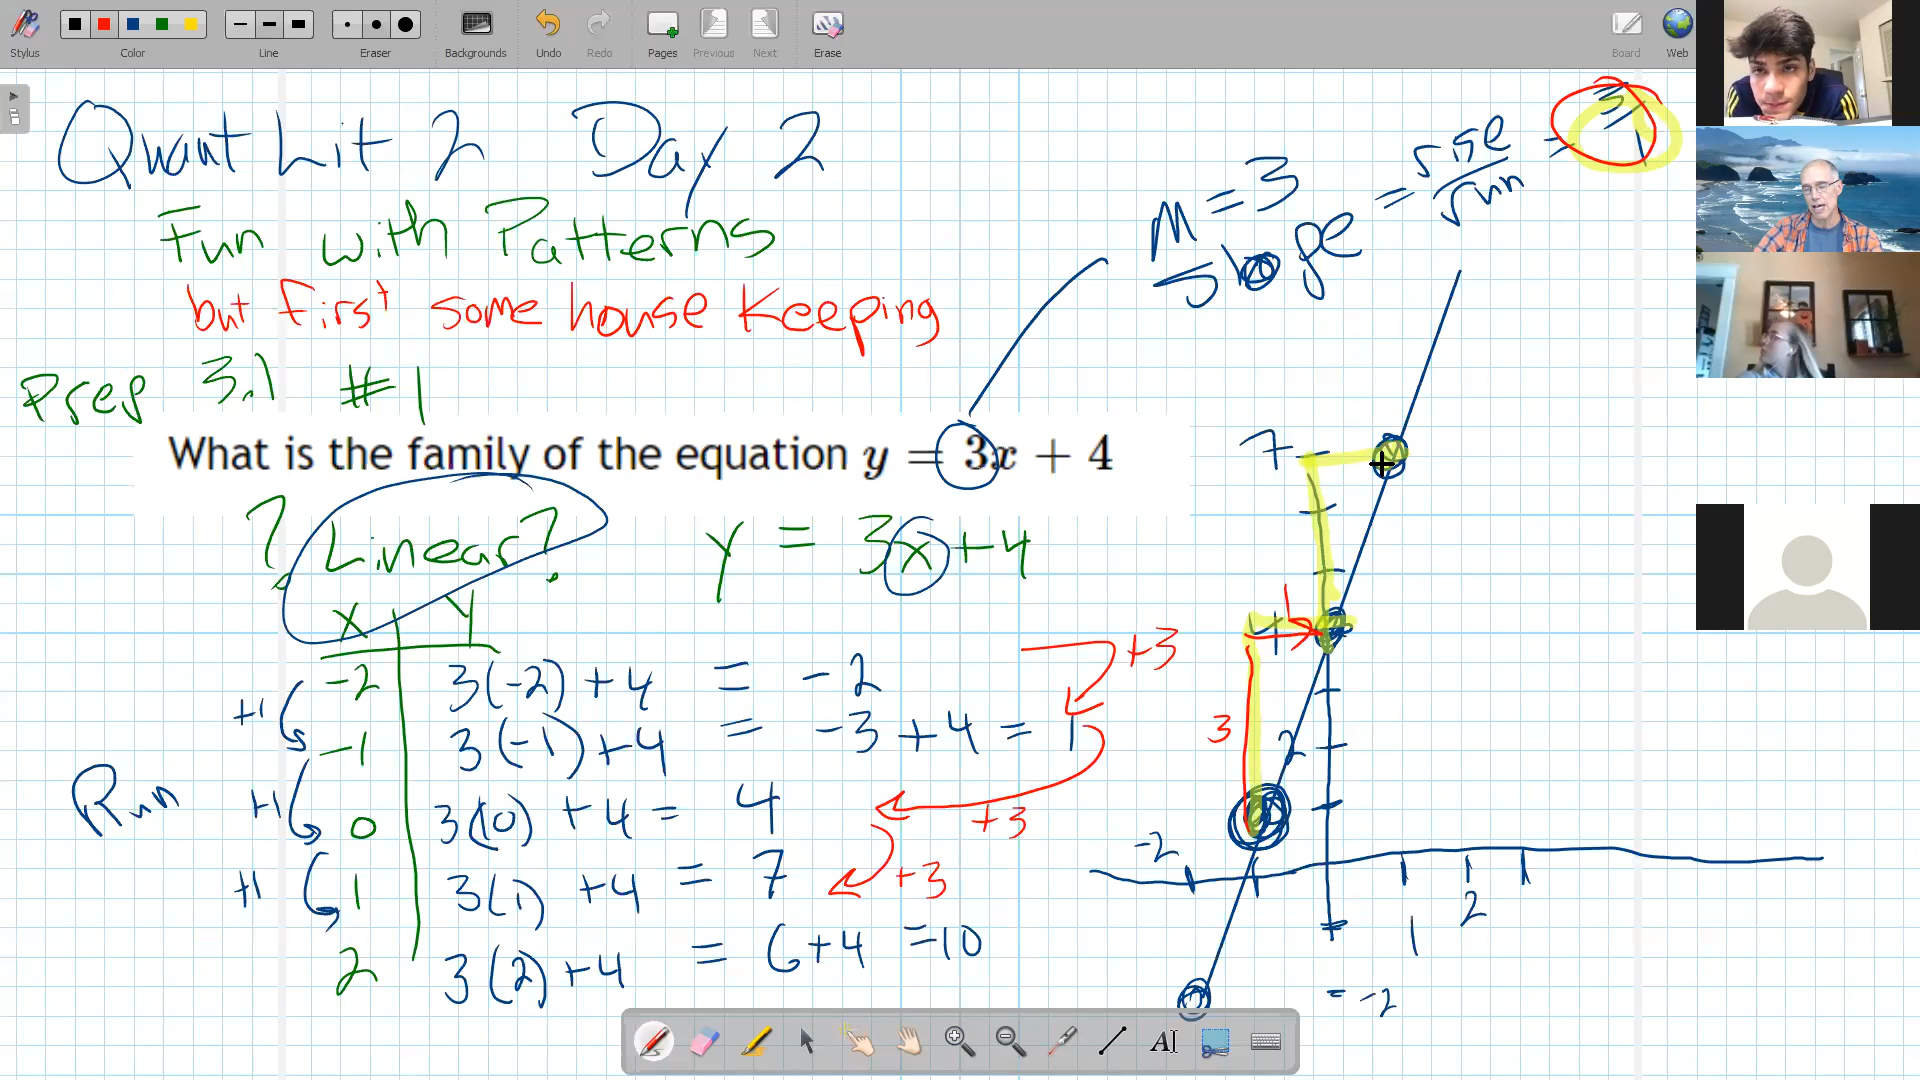 Stylus
Color
Line
Eraser
Backgrounds
Undo
Redo
Pages
Previous
Next
Erase
Board
Web
Quant Lit 2 Day 2
Fun with Patterns
but first some house keeping
Prep 3.1 #1
What is the family of the equation y = 3x + 4
? Linear?
y = 3x+4
x y
-2 3(-2) +4 = -2
-1 3(-1) +4 = -3 +4 = 1
0 3(0) +4 = 4
1 3(1) +4 = 7
2 3(2) +4 = 6+4 =10
Run
+1
+1
+1
+3
+3
+3
M = 3 = rise/run = 3/1
slope
7
4
1
3
2
-2
1
2
= -2
AI